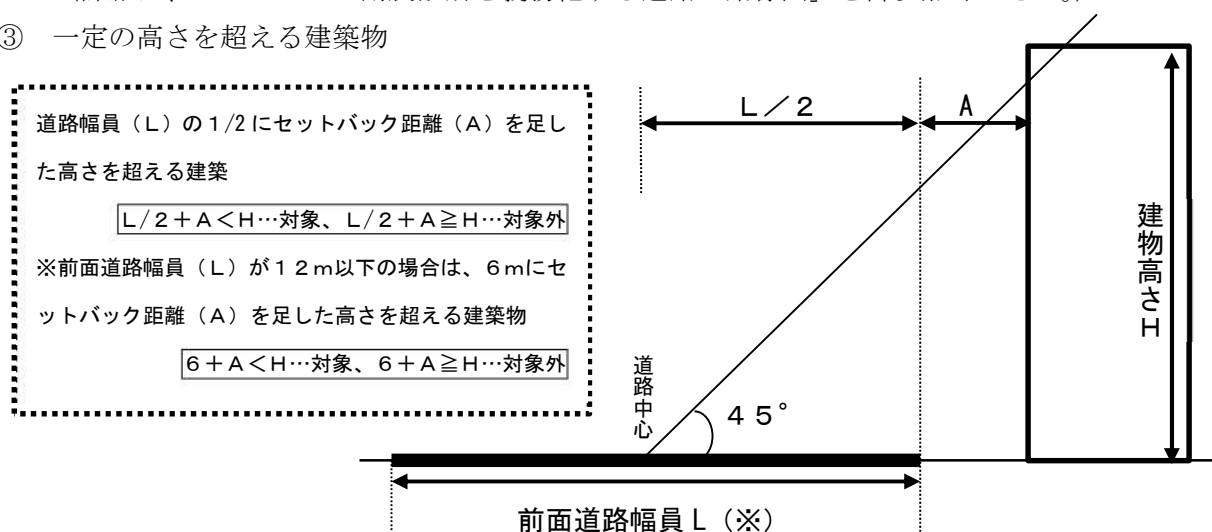 ③ 一定の高さを超える建築物
道路幅員（L）の1/2にセットバック距離（A）を足し
た高さを超える建築
L/2＋A＜H…対象、L/2＋A≧H…対象外
※前面道路幅員（L）が12m以下の場合は、6mにセ
ットバック距離（A）を足した高さを超える建築物
6＋A＜H…対象、6＋A≧H…対象外
L／2
A
建物高さH
道路中心
45°
前面道路幅員L（※）